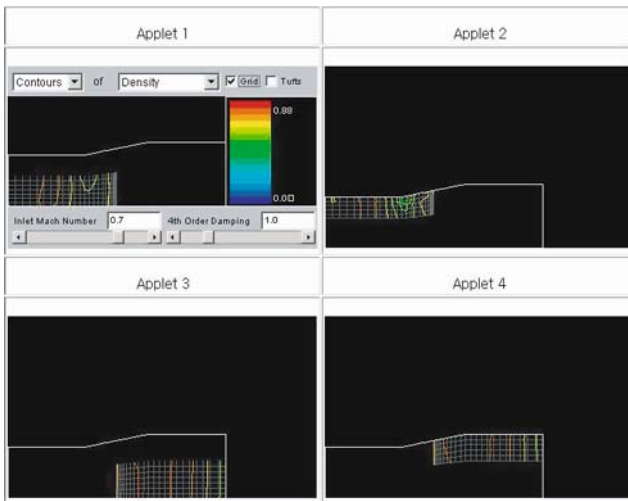 Applet 1
Applet 2
Contours of Density Grid Tufts
0.88
0.00
Inlet Mach Number 0.7 4th Order Damping 1.0
Applet 3
Applet 4